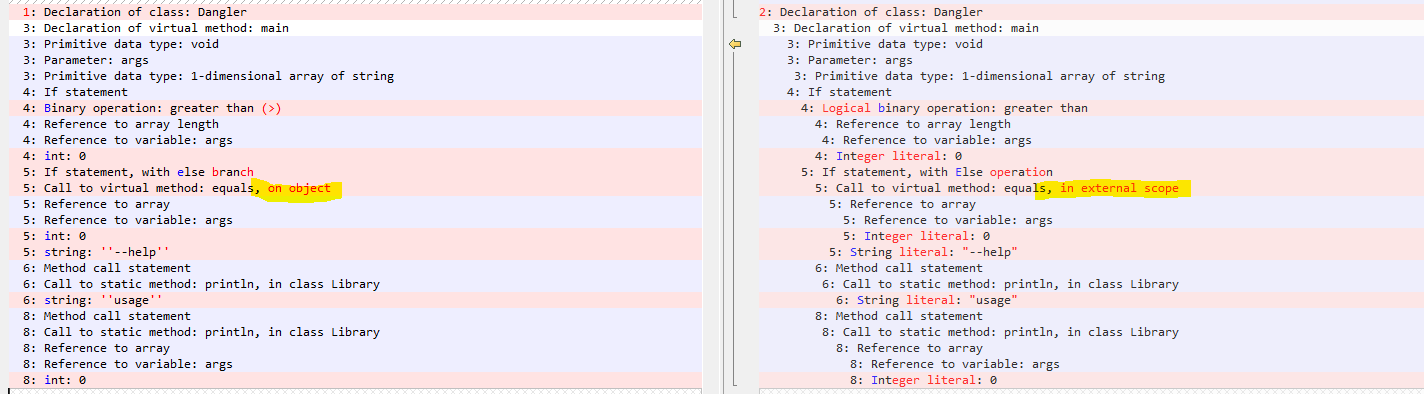 1: Declaration of class: Dangler
3: Declaration of virtual method: main
3: Primitive data type: void
3: Parameter: args
3: Primitive data type: 1-dimensional array of string
4: If statement
4: Binary operation: greater than (>)
4: Reference to array length
4: Reference to variable: args
4: int: 0
5: If statement, with else branch
5: Call to virtual method: equals, on object
5: Reference to array
5: Reference to variable: args
5: int: 0
5: string: ''--help''
6: Method call statement
6: Call to static method: println, in class Library
6: string: ''usage''
8: Method call statement
8: Call to static method: println, in class Library
8: Reference to array
8: Reference to variable: args
8: int: 0
2: Declaration of class: Dangler
3: Declaration of virtual method: main
3: Primitive data type: void
3: Parameter: args
3: Primitive data type: 1-dimensional array of string
4: If statement
4: Logical binary operation: greater than
4: Reference to array length
4: Reference to variable: args
4: Integer literal: 0
5: If statement, with Else operation
5: Call to virtual method: equals, in external scope
5: Reference to array
5: Reference to variable: args
5: Integer literal: 0
5: String literal: "--help"
6: Method call statement
6: Call to static method: println, in class Library
6: String literal: "usage"
8: Method call statement
8: Call to static method: println, in class Library
8: Reference to array
8: Reference to variable: args
8: Integer literal: 0